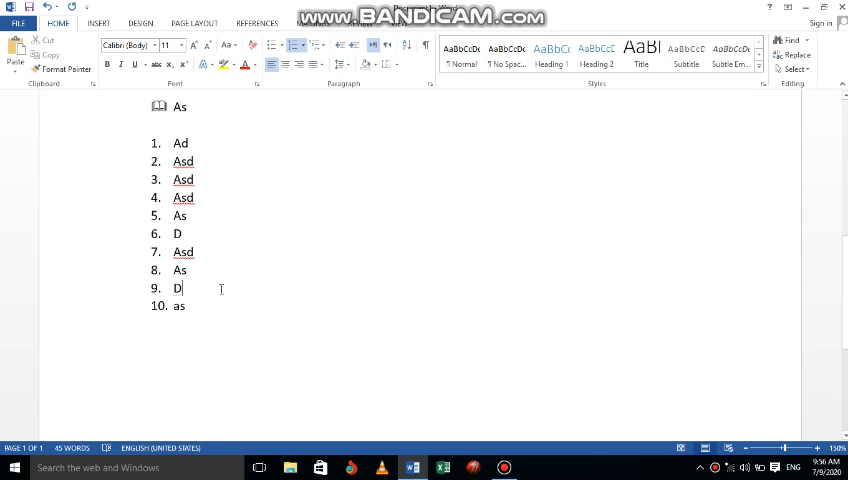 Document1 - Word
www.BANDICAM.com
FILE HOME INSERT DESIGN PAGE LAYOUT REFERENCES Sign in
Paste Cut Copy Format Painter
Calibri (Body) 11
AaBbCcDc AaBbCcDc AaBbCc AaBbCcC AaBl AaBbCcC AaBbCcDc
¶ Normal ¶ No Spac... Heading 1 Heading 2 Title Subtitle Subtle Em...
Find
Replace
Select
Clipboard Font Paragraph Styles Editing
As
1. Ad
2. Asd
3. Asd
4. Asd
5. As
6. D
7. Asd
8. As
9. D
10. as
PAGE 1 OF 1 45 WORDS ENGLISH (UNITED STATES) 150%
Search the web and Windows ENG 9:56 AM
7/9/2020